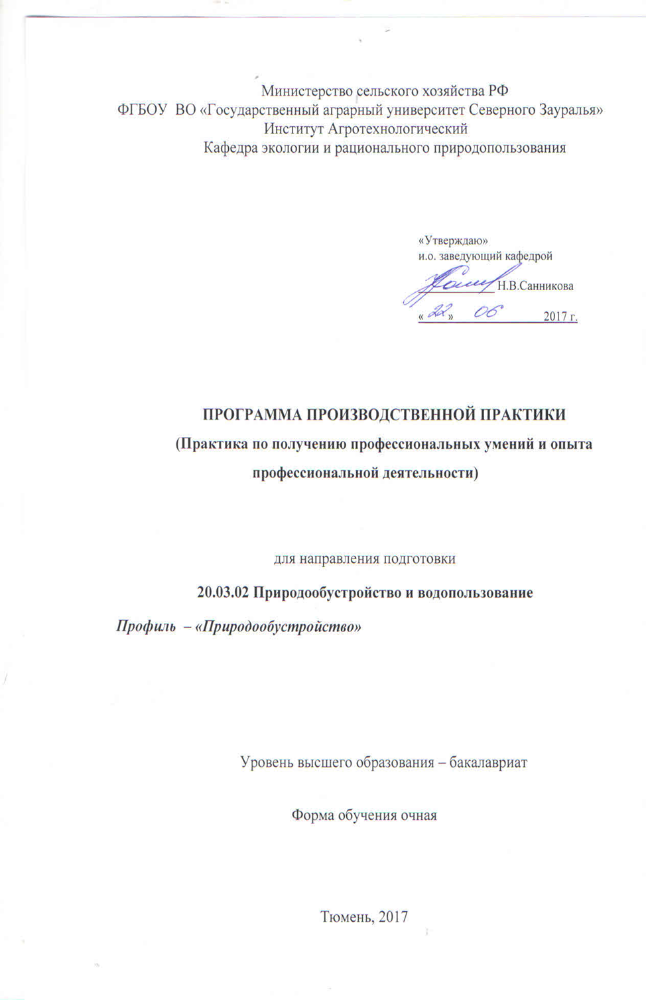 Министерство сельского хозяйства РФ
ФГБОУ ВО «Государственный аграрный университет Северного Зауралья»
Институт Агротехнологический
Кафедра экологии и рационального природопользования
«Утверждаю»
и.о. заведующий кафедрой
Н.В.Санникова
« 22 » 06 2017 г.
ПРОГРАММА ПРОИЗВОДСТВЕННОЙ ПРАКТИКИ
(Практика по получению профессиональных умений и опыта
профессиональной деятельности)
для направления подготовки
20.03.02 Природообустройство и водопользование
Профиль – «Природообустройство»
Уровень высшего образования – бакалавриат
Форма обучения очная
Тюмень, 2017